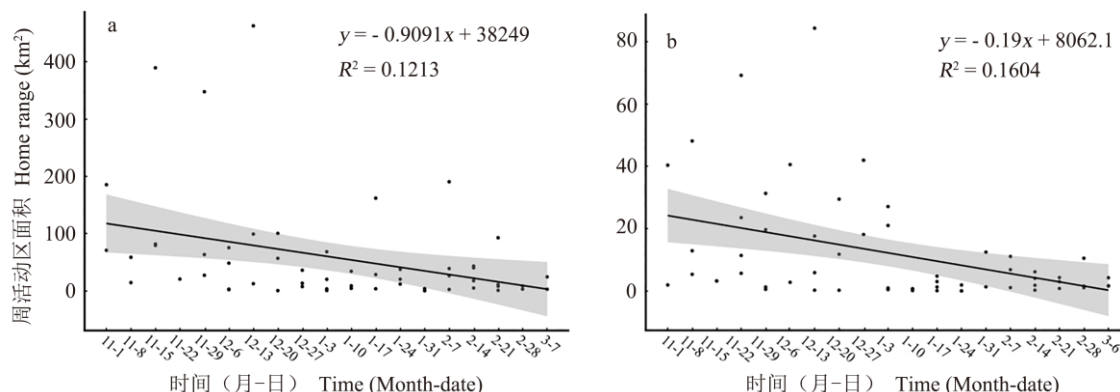 周活动区面积 Home range (km²)
a
y = - 0.9091x + 38249
R² = 0.1213
400
300
200
100
0
11-1 11-8 11-15 11-22 11-29 12-6 12-13 12-20 12-27 1-3 1-10 1-17 1-24 1-31 2-7 2-14 2-21 2-28 3-7
时间（月-日） Time (Month-date)
b
y = - 0.19x + 8062.1
R² = 0.1604
80
60
40
20
0
11-1 11-8 11-15 11-22 11-29 12-6 12-13 12-20 12-27 1-3 1-10 1-17 1-24 1-31 2-7 2-14 2-21 2-28 3-6
时间（月-日） Time (Month-date)